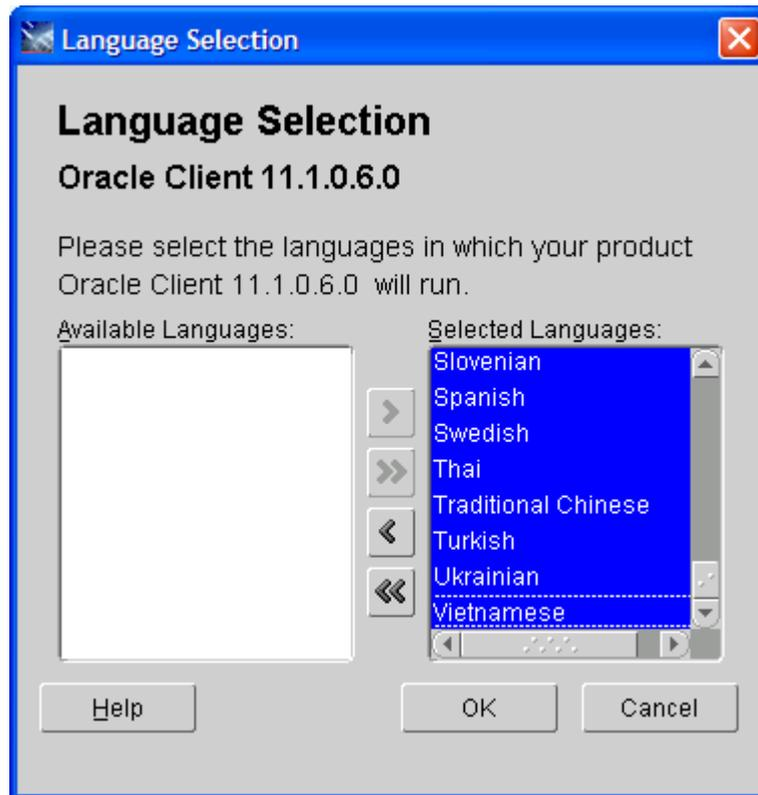 Language Selection
Language Selection
Oracle Client 11.1.0.6.0
Please select the languages in which your product
Oracle Client 11.1.0.6.0 will run.
Available Languages:
Selected Languages:
Slovenian
Spanish
Swedish
Thai
Traditional Chinese
Turkish
Ukrainian
Vietnamese
Help
OK
Cancel